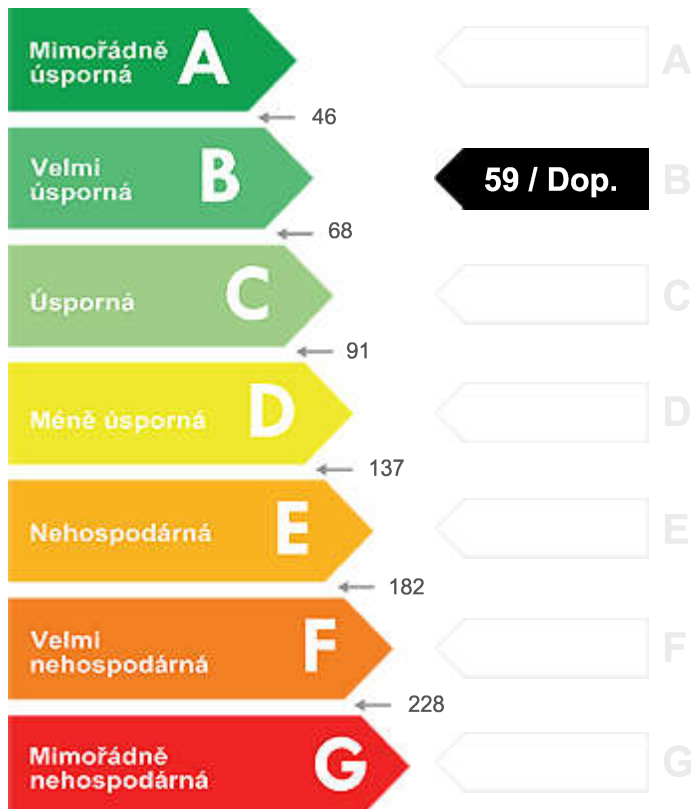 Mimořádně
úsporná
A
A
46
Velmi
úsporná
B
59 / Dop.
B
68
Úsporná
C
C
91
Méně úsporná
D
D
137
Nehospodárná
E
E
182
Velmi
nehospodárná
F
F
228
Mimořádně
nehospodárná
G
G